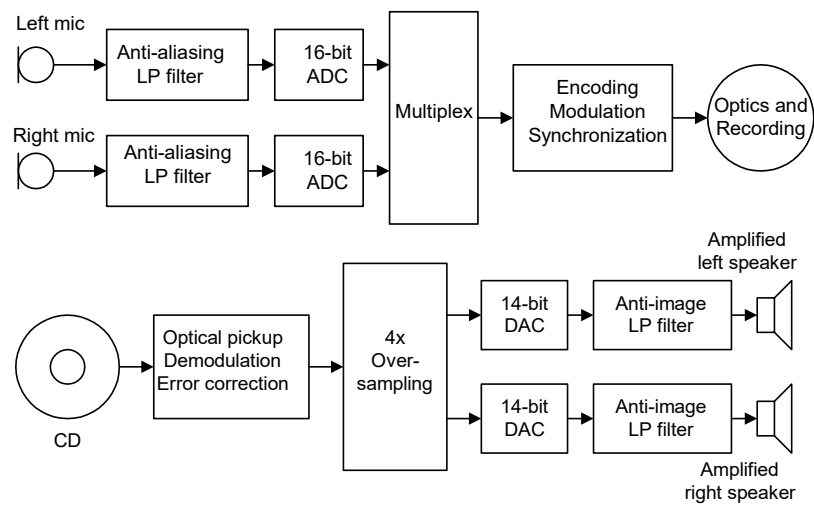 Left mic
Anti-aliasing
LP filter
16-bit
ADC
Right mic
Anti-aliasing
LP filter
16-bit
ADC
Multiplex
Encoding
Modulation
Synchronization
Optics and
Recording
CD
Optical pickup
Demodulation
Error correction
4x
Over-
sampling
14-bit
DAC
Anti-image
LP filter
Amplified
left speaker
14-bit
DAC
Anti-image
LP filter
Amplified
right speaker